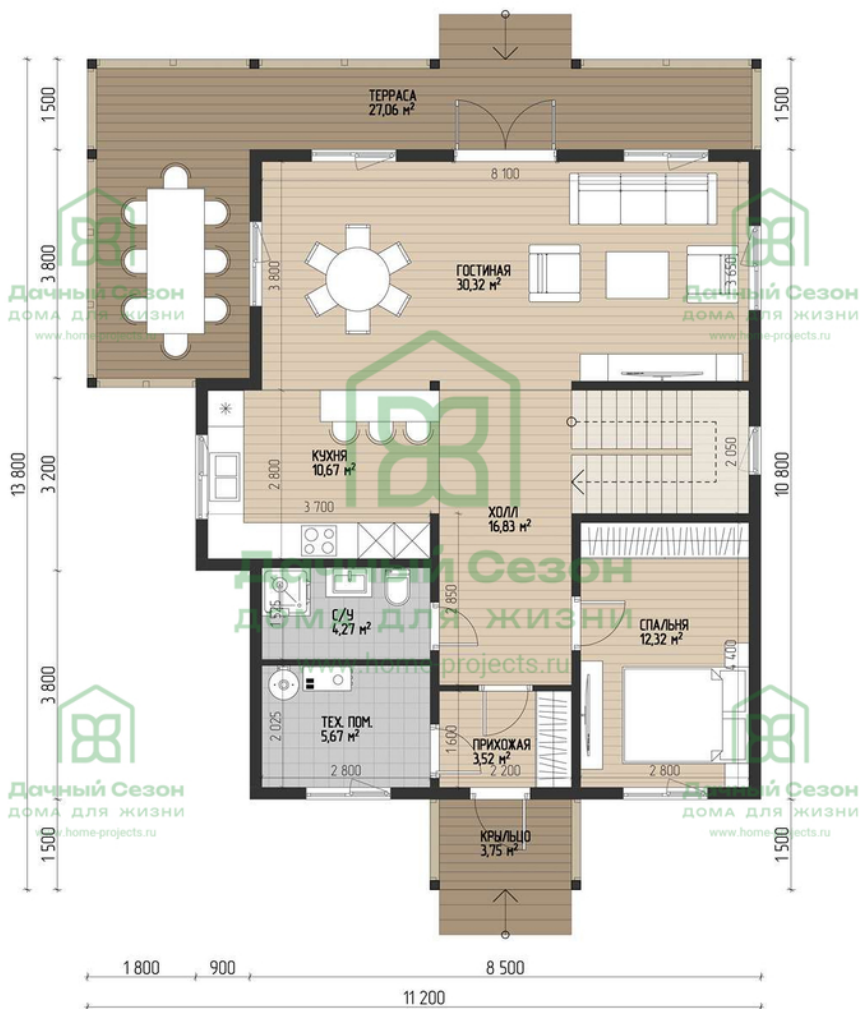 1 500
1 500
ТЕРРАСА
27,06 м²
8 100
3 800
3 800
ГОСТИНАЯ
30,32 м²
3 650
Дачный Сезон
ДОМА ДЛЯ ЖИЗНИ
www.home-projects.ru
Дачный Сезон
ДОМА ДЛЯ ЖИЗНИ
www.home-projects.ru
13 800
3 200
КУХНЯ
10,67 м²
2 800
3 700
2 050
10 800
ХОЛЛ
16,83 м²
Дачный Сезон
ДОМА ДЛЯ ЖИЗНИ
www.home-projects.ru
1 525
С/У
4,27 м²
2 850
СПАЛЬНЯ
12,32 м²
4 400
3 800
2 025
ТЕХ. ПОМ.
5,67 м²
2 800
1 600
ПРИХОЖАЯ
3,52 м²
2 200
2 800
Дачный Сезон
ДОМА ДЛЯ ЖИЗНИ
www.home-projects.ru
Дачный Сезон
ДОМА ДЛЯ ЖИЗНИ
www.home-projects.ru
1 500
КРЫЛЬЦО
3,75 м²
1 500
1 800
900
8 500
11 200